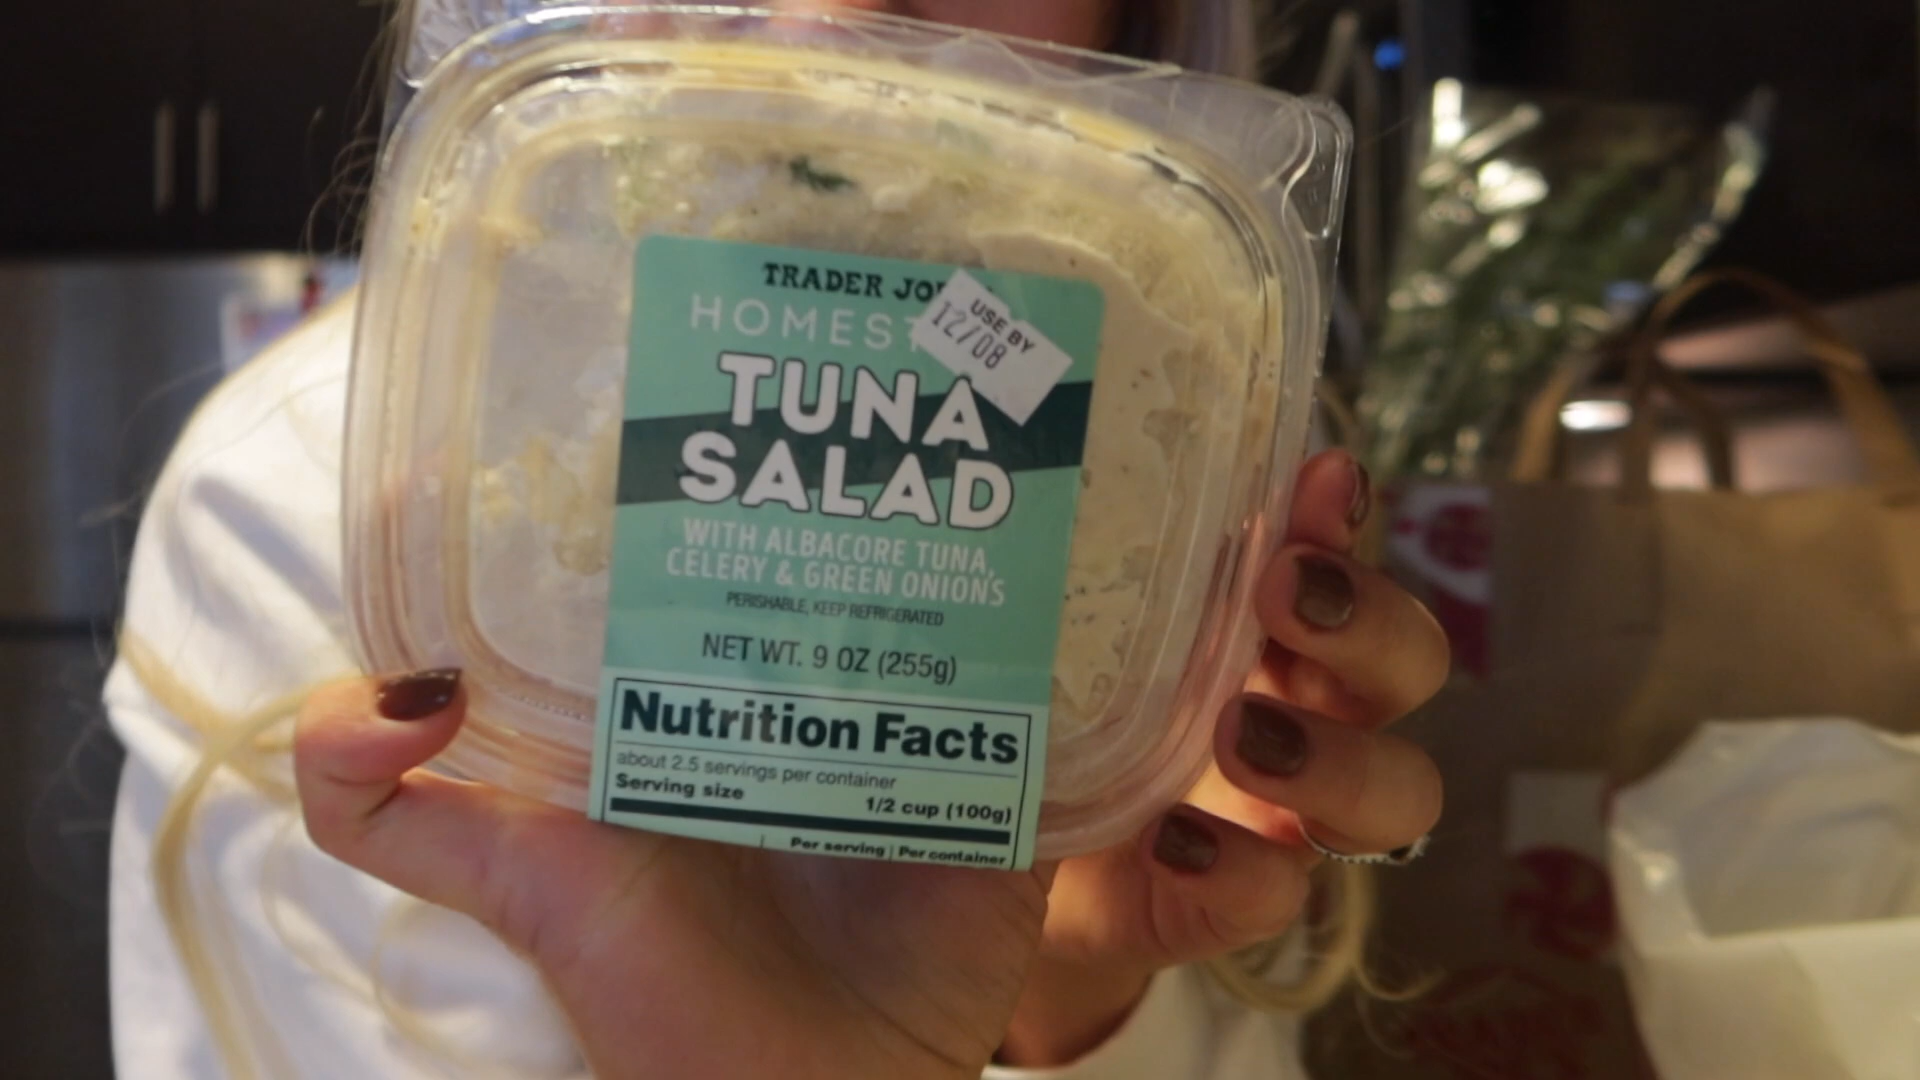 TRADER JO
HOMEST
USE BY
12/08
TUNA
SALAD
WITH ALBACORE TUNA,
CELERY & GREEN ONIONS
PERISHABLE, KEEP REFRIGERATED
NET WT. 9 OZ (255g)
Nutrition Facts
about 2.5 servings per container
Serving size 1/2 cup (100g)
Per serving | Per container